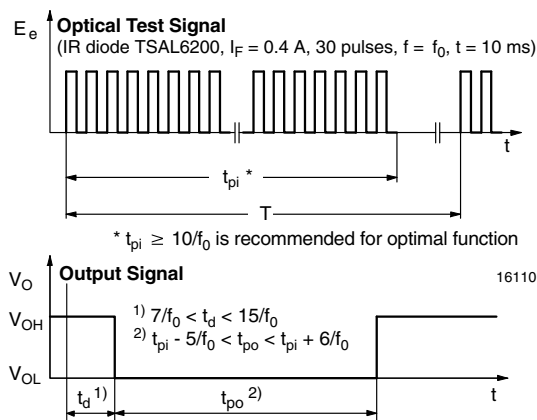 E_e Optical Test Signal
(IR diode TSAL6200, I_F = 0.4 A, 30 pulses, f = f_0, t = 10 ms)
t
t_pi *
T
* t_pi ≥ 10/f_0 is recommended for optimal function
V_O Output Signal 16110
V_OH
1) 7/f_0 < t_d < 15/f_0
2) t_pi - 5/f_0 < t_po < t_pi + 6/f_0
V_OL
t_d 1) t_po 2) t